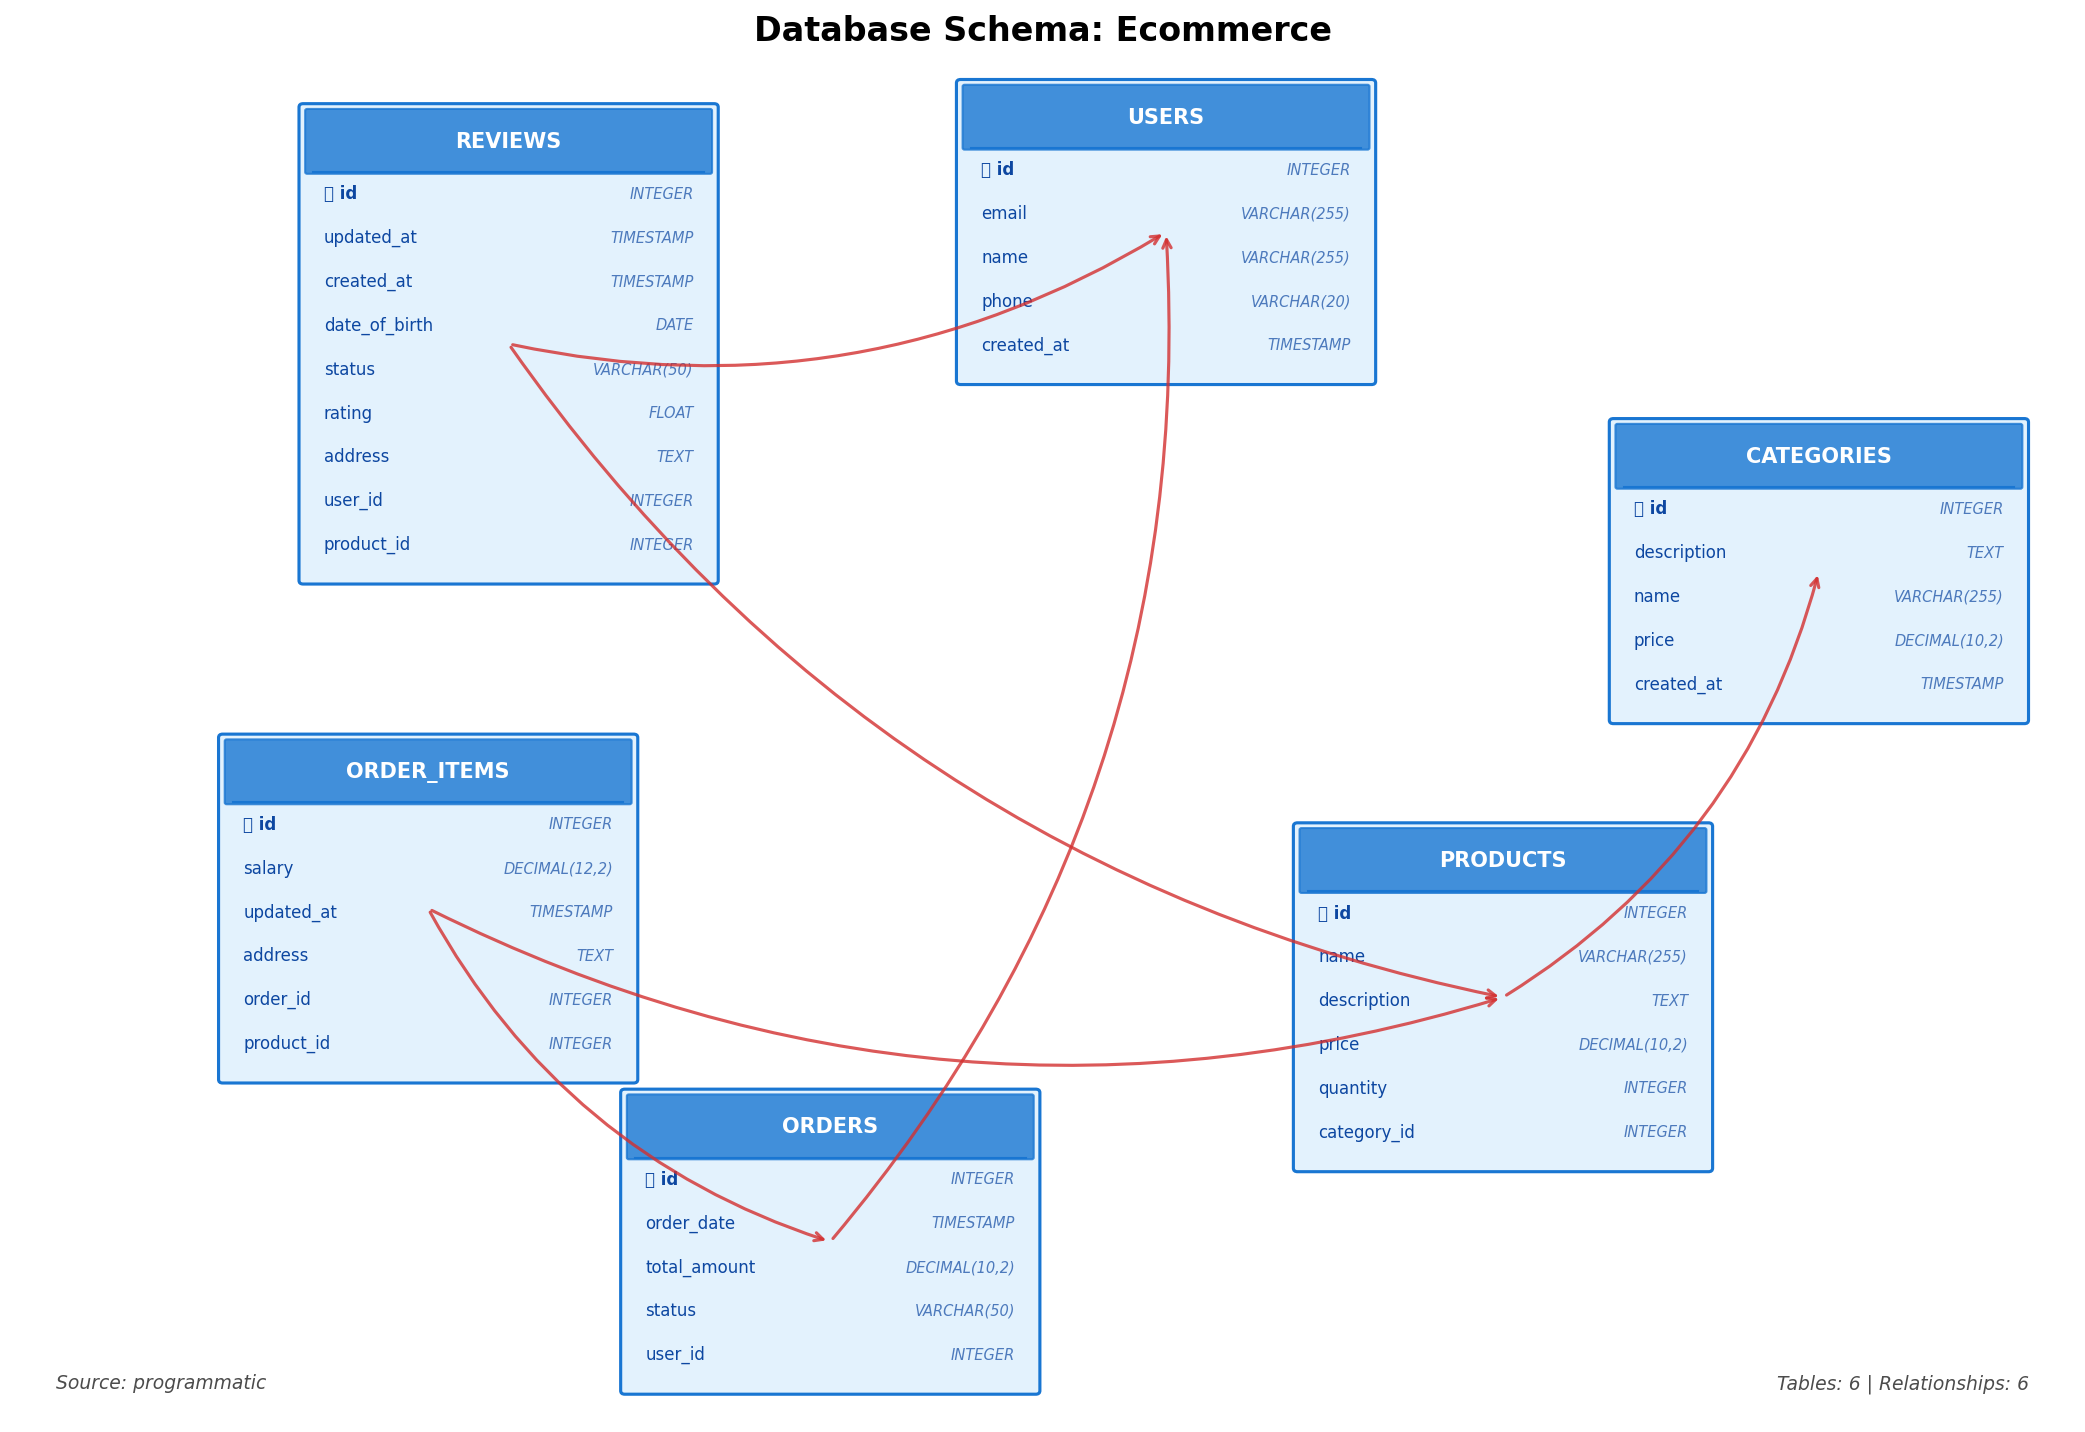 Database Schema: Ecommerce
REVIEWS
id INTEGER
updated_at TIMESTAMP
created_at TIMESTAMP
date_of_birth DATE
status VARCHAR(50)
rating FLOAT
address TEXT
user_id INTEGER
product_id INTEGER
USERS
id INTEGER
email VARCHAR(255)
name VARCHAR(255)
phone VARCHAR(20)
created_at TIMESTAMP
CATEGORIES
id INTEGER
description TEXT
name VARCHAR(255)
price DECIMAL(10,2)
created_at TIMESTAMP
ORDER_ITEMS
id INTEGER
salary DECIMAL(12,2)
updated_at TIMESTAMP
address TEXT
order_id INTEGER
product_id INTEGER
PRODUCTS
id INTEGER
name VARCHAR(255)
description TEXT
price DECIMAL(10,2)
quantity INTEGER
category_id INTEGER
ORDERS
id INTEGER
order_date TIMESTAMP
total_amount DECIMAL(10,2)
status VARCHAR(50)
user_id INTEGER
Source: programmatic
Tables: 6 | Relationships: 6